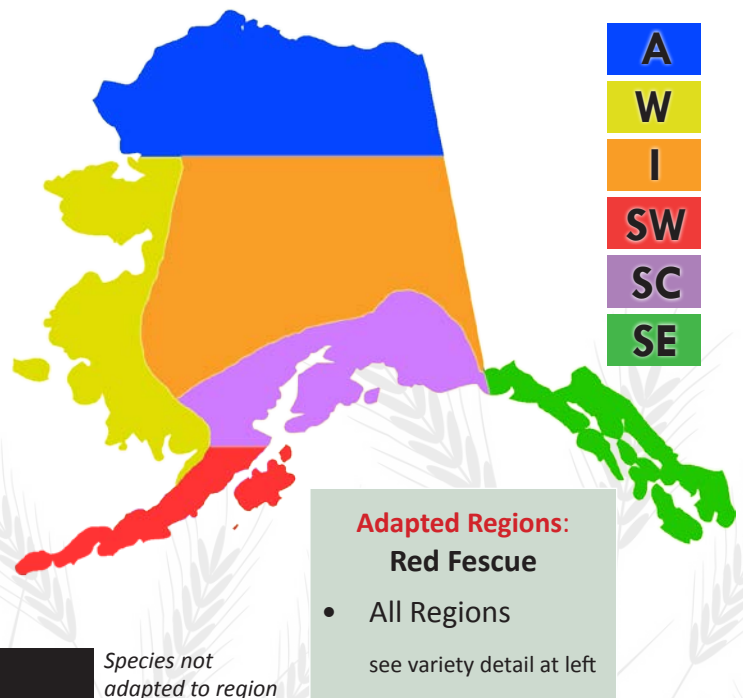 A
W
I
SW
SC
SE
Adapted Regions:
Red Fescue
• All Regions
see variety detail at left
Species not
adapted to region